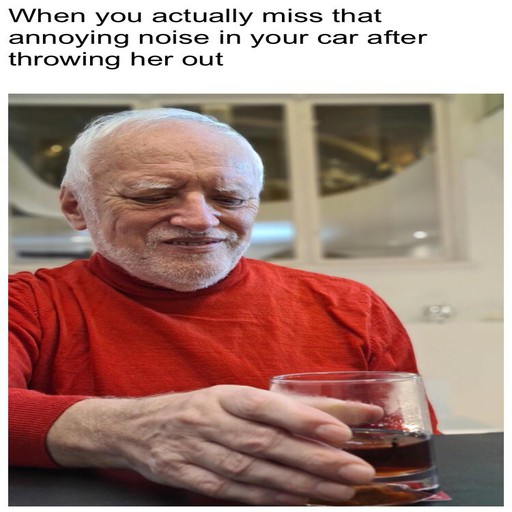 When you actually miss that
annoying noise in your car after
throwing her out